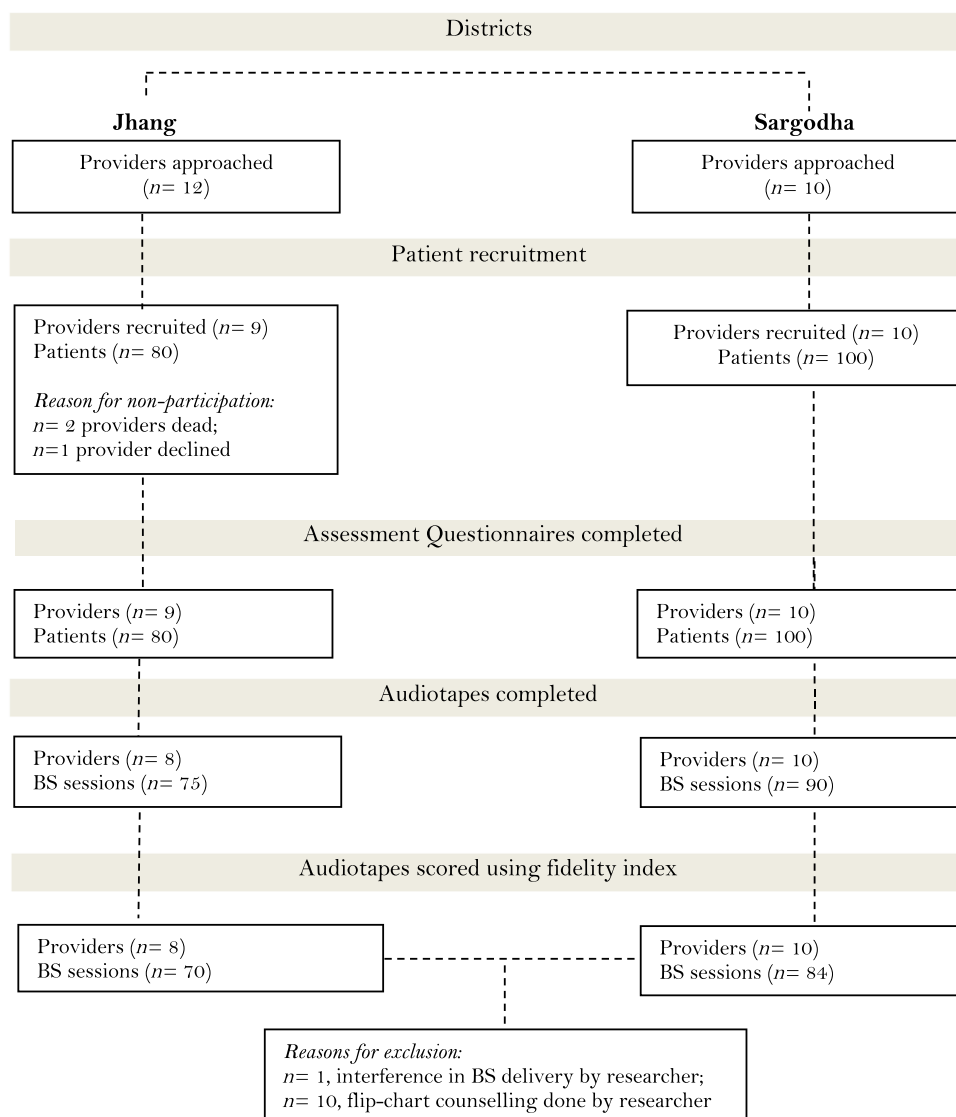 Districts
Jhang
Sargodha
Providers approached
(n= 12)
Providers approached
(n= 10)
Patient recruitment
Providers recruited (n= 9)
Patients (n= 80)
Reason for non-participation:
n= 2 providers dead;
n=1 provider declined
Providers recruited (n= 10)
Patients (n= 100)
Assessment Questionnaires completed
Providers (n= 9)
Patients (n= 80)
Providers (n= 10)
Patients (n= 100)
Audiotapes completed
Providers (n= 8)
BS sessions (n= 75)
Providers (n= 10)
BS sessions (n= 90)
Audiotapes scored using fidelity index
Providers (n= 8)
BS sessions (n= 70)
Providers (n= 10)
BS sessions (n= 84)
Reasons for exclusion:
n= 1, interference in BS delivery by researcher;
n= 10, flip-chart counselling done by researcher